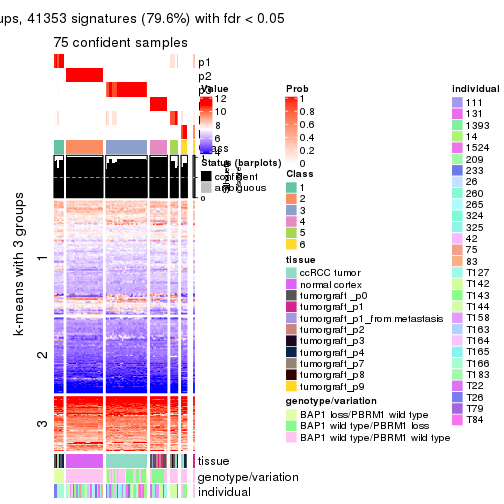 ups, 41353 signatures (79.6%) with fdr < 0.05
75 confident samples
p1
p2
Value
12
10
8
6
Status (barplots)
confident
0
k-means with 3 groups
1
2
3
tissue
genotype/variation
individual
Prob
1
0.8
0.6
0.4
0.2
0
Class
1
2
3
4
5
6
tissue
ccRCC tumor
normal cortex
tumorgraft _p0
tumorgraft_p1
tumorgraft_p1_from metastasis
tumorgraft_p2
tumorgraft_p3
tumorgraft_p4
tumorgraft_p7
tumorgraft_p8
tumorgraft_p9
genotype/variation
BAP1 loss/PBRM1 wild type
BAP1 wild type/PBRM1 loss
BAP1 wild type/PBRM1 wild type
individual
111
131
1393
14
1524
209
233
26
260
265
324
325
42
75
83
T127
T142
T143
T144
T158
T163
T164
T165
T166
T183
T22
T26
T79
T84